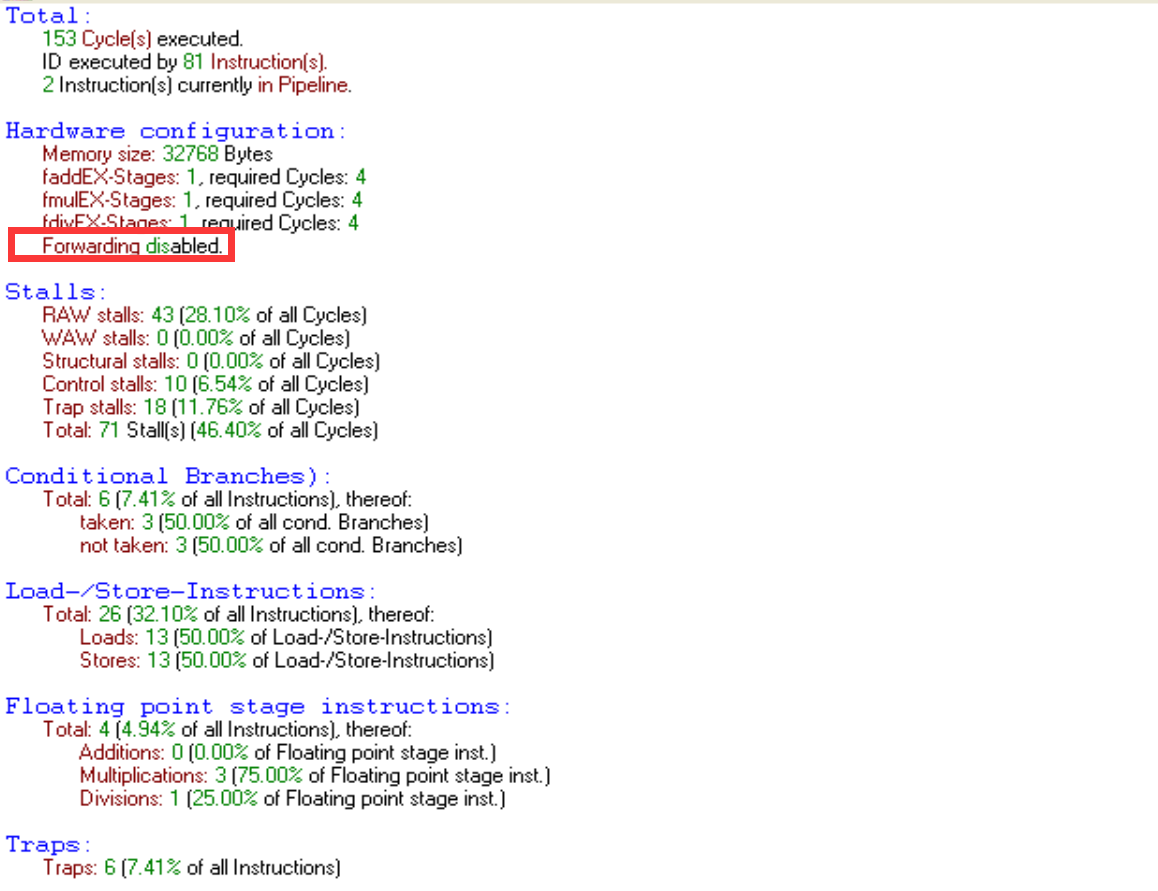 Total:
153 Cycle(s) executed.
ID executed by 81 Instruction(s).
2 Instruction(s) currently in Pipeline.
Hardware configuration:
Memory size: 32768 Bytes
faddEX-Stages: 1, required Cycles: 4
fmulEX-Stages: 1, required Cycles: 4
fdivEX-Stages: 1, required Cycles: 4
Forwarding disabled.
Stalls:
RAW stalls: 43 (28.10% of all Cycles)
WAW stalls: 0 (0.00% of all Cycles)
Structural stalls: 0 (0.00% of all Cycles)
Control stalls: 10 (6.54% of all Cycles)
Trap stalls: 18 (11.76% of all Cycles)
Total: 71 Stall(s) (46.40% of all Cycles)
Conditional Branches):
Total: 6 (7.41% of all Instructions), thereof:
taken: 3 (50.00% of all cond. Branches)
not taken: 3 (50.00% of all cond. Branches)
Load-/Store-Instructions:
Total: 26 (32.10% of all Instructions), thereof:
Loads: 13 (50.00% of Load-/Store-Instructions)
Stores: 13 (50.00% of Load-/Store-Instructions)
Floating point stage instructions:
Total: 4 (4.94% of all Instructions), thereof:
Additions: 0 (0.00% of Floating point stage inst.)
Multiplications: 3 (75.00% of Floating point stage inst.)
Divisions: 1 (25.00% of Floating point stage inst.)
Traps:
Traps: 6 (7.41% of all Instructions)